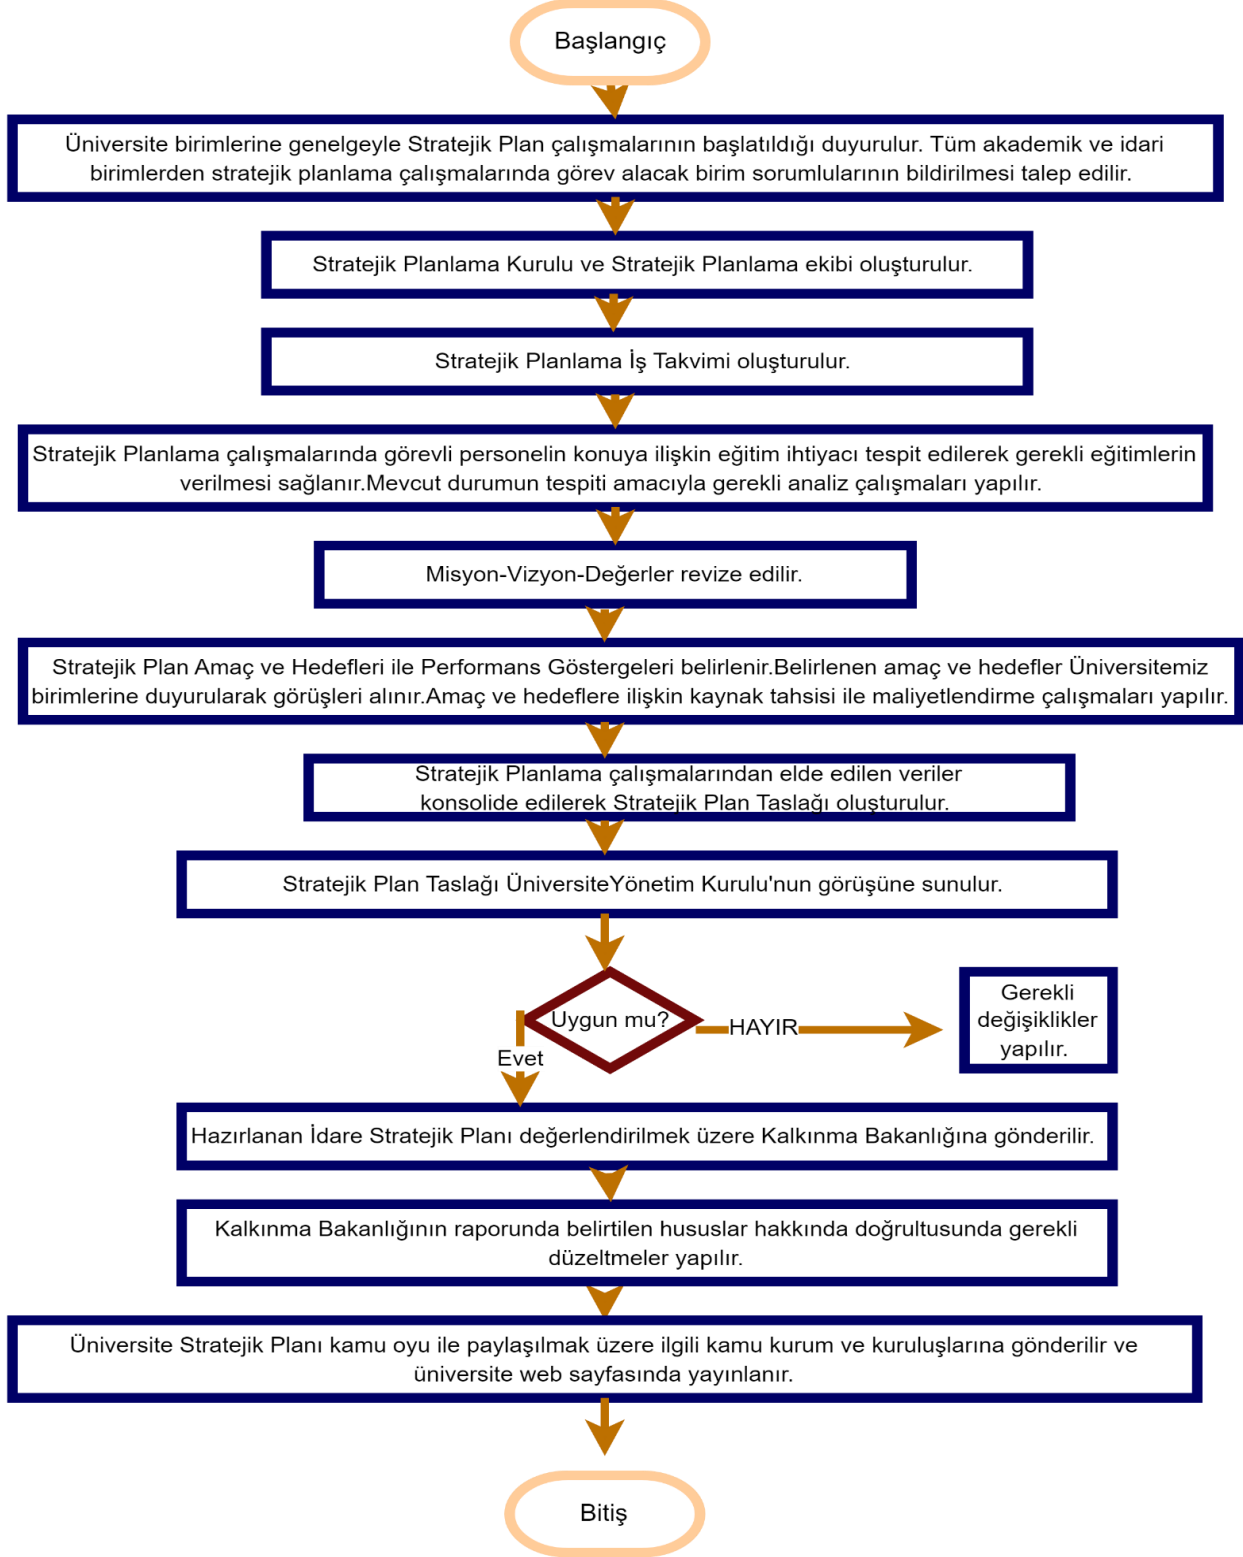 Başlangıç
Üniversite birimlerine genelgeyle Stratejik Plan çalışmalarının başlatıldığı duyurulur. Tüm akademik ve idari
birimlerden stratejik planlama çalışmalarında görev alacak birim sorumlularının bildirilmesi talep edilir.
Stratejik Planlama Kurulu ve Stratejik Planlama ekibi oluşturulur.
Stratejik Planlama İş Takvimi oluşturulur.
Stratejik Planlama çalışmalarında görevli personelin konuya ilişkin eğitim ihtiyacı tespit edilerek gerekli eğitimlerin
verilmesi sağlanır.Mevcut durumun tespiti amacıyla gerekli analiz çalışmaları yapılır.
Misyon-Vizyon-Değerler revize edilir.
Stratejik Plan Amaç ve Hedefleri ile Performans Göstergeleri belirlenir.Belirlenen amaç ve hedefler Üniversitemiz
birimlerine duyurularak görüşleri alınır.Amaç ve hedeflere ilişkin kaynak tahsisi ile maliyetlendirme çalışmaları yapılır.
Stratejik Planlama çalışmalarından elde edilen veriler
konsolide edilerek Stratejik Plan Taslağı oluşturulur.
Stratejik Plan Taslağı ÜniversiteYönetim Kurulu'nun görüşüne sunulur.
Uygun mu?
HAYIR
Gerekli
değişiklikler
yapılır.
Evet
Hazırlanan İdare Stratejik Planı değerlendirilmek üzere Kalkınma Bakanlığına gönderilir.
Kalkınma Bakanlığının raporunda belirtilen hususlar hakkında doğrultusunda gerekli
düzeltmeler yapılır.
Üniversite Stratejik Planı kamu oyu ile paylaşılmak üzere ilgili kamu kurum ve kuruluşlarına gönderilir ve
üniversite web sayfasında yayınlanır.
Bitiş